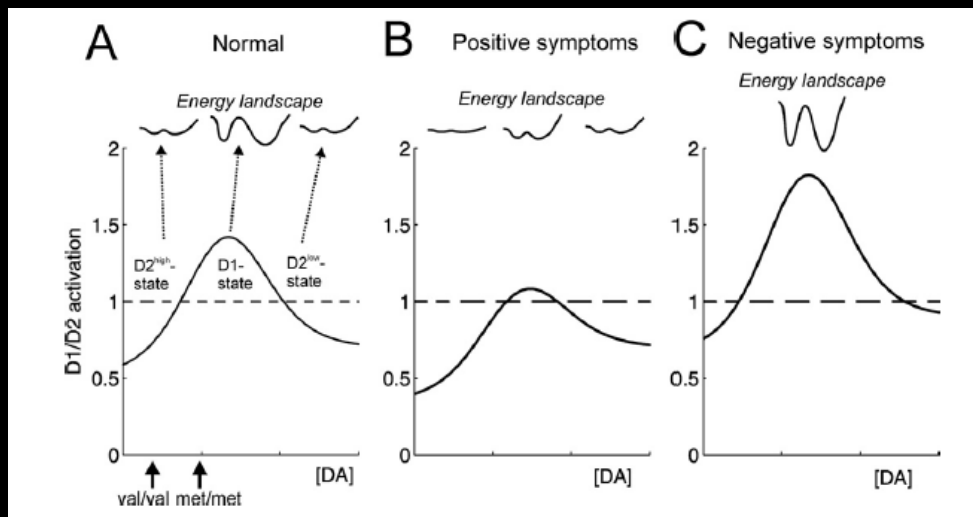 A Normal
Energy landscape
2
1.5
1
0.5
0
D1/D2 activation
D2high-
state
D1-
state
D2low-
state
[DA]
val/val met/met
B Positive symptoms
Energy landscape
2
1.5
1
0.5
0
[DA]
C Negative symptoms
Energy landscape
2
1.5
1
0.5
0
[DA]